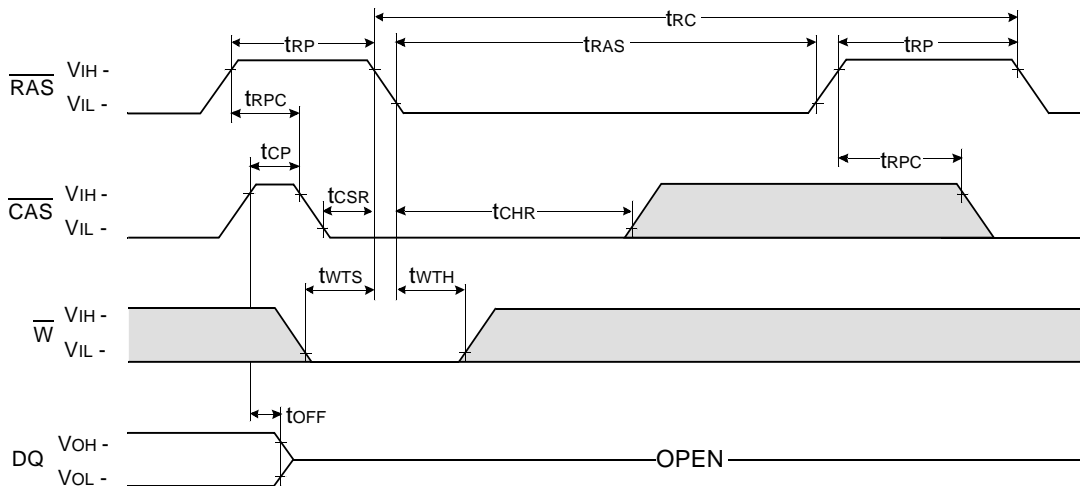 tRC
tRP tRAS tRP
RAS VIH -
VIL -
tRPC
tCP tRPC
CAS VIH -
VIL -
tCSR tCHR
tWTS tWTH
W VIH -
VIL -
tOFF
DQ VOH -
VOL -
OPEN